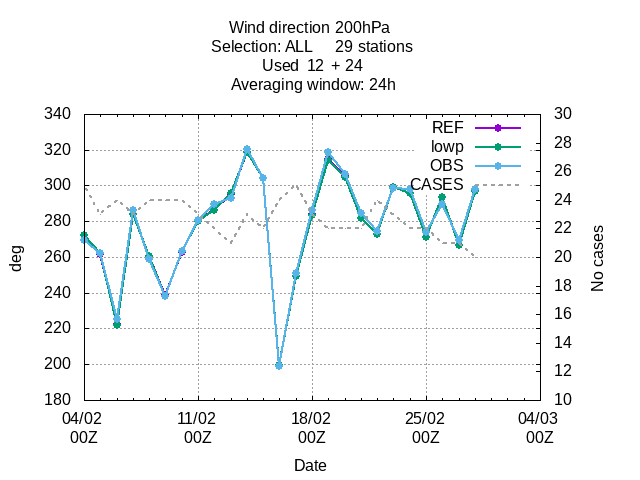 Wind direction 200hPa
Selection: ALL 29 stations
Used 12 + 24
Averaging window: 24h
340 30
320 28
300 26
280 24
260 22
240 20
220 18
200 16
180 14
12
10
REF
lowp
OBS
CASES
deg
No cases
04/02 11/02 18/02 25/02 04/03
00Z 00Z 00Z 00Z 00Z
Date